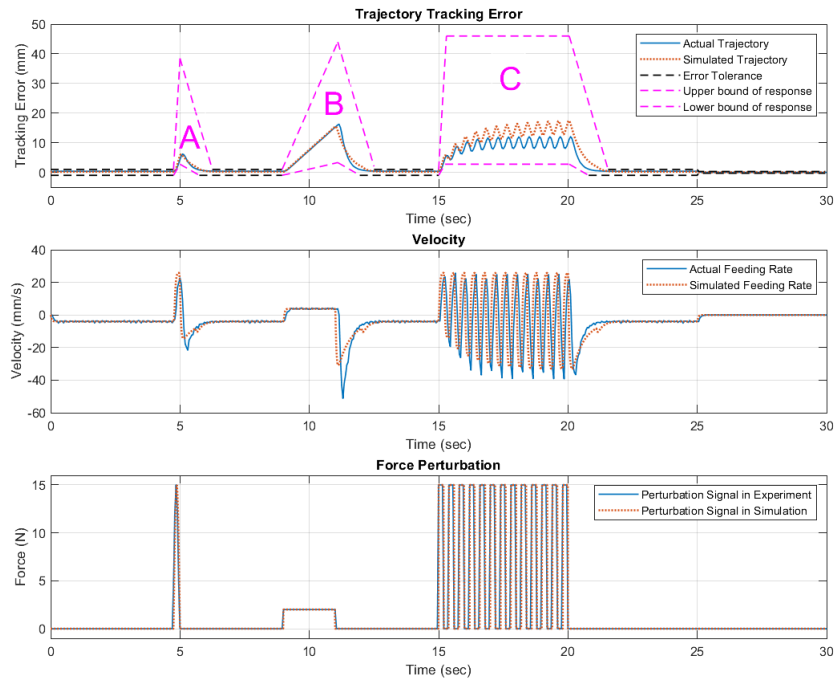 Trajectory Tracking Error
Tracking Error (mm)
50
40
30
20
10
0
A
B
C
Actual Trajectory
Simulated Trajectory
Error Tolerance
Upper bound of response
Lower bound of response
0 5 10 15 20 25 30
Time (sec)
Velocity
Velocity (mm/s)
40
20
0
-20
-40
-60
Actual Feeding Rate
Simulated Feeding Rate
0 5 10 15 20 25 30
Time (sec)
Force Perturbation
Force (N)
15
10
5
0
Perturbation Signal in Experiment
Perturbation Signal in Simulation
0 5 10 15 20 25 30
Time (sec)